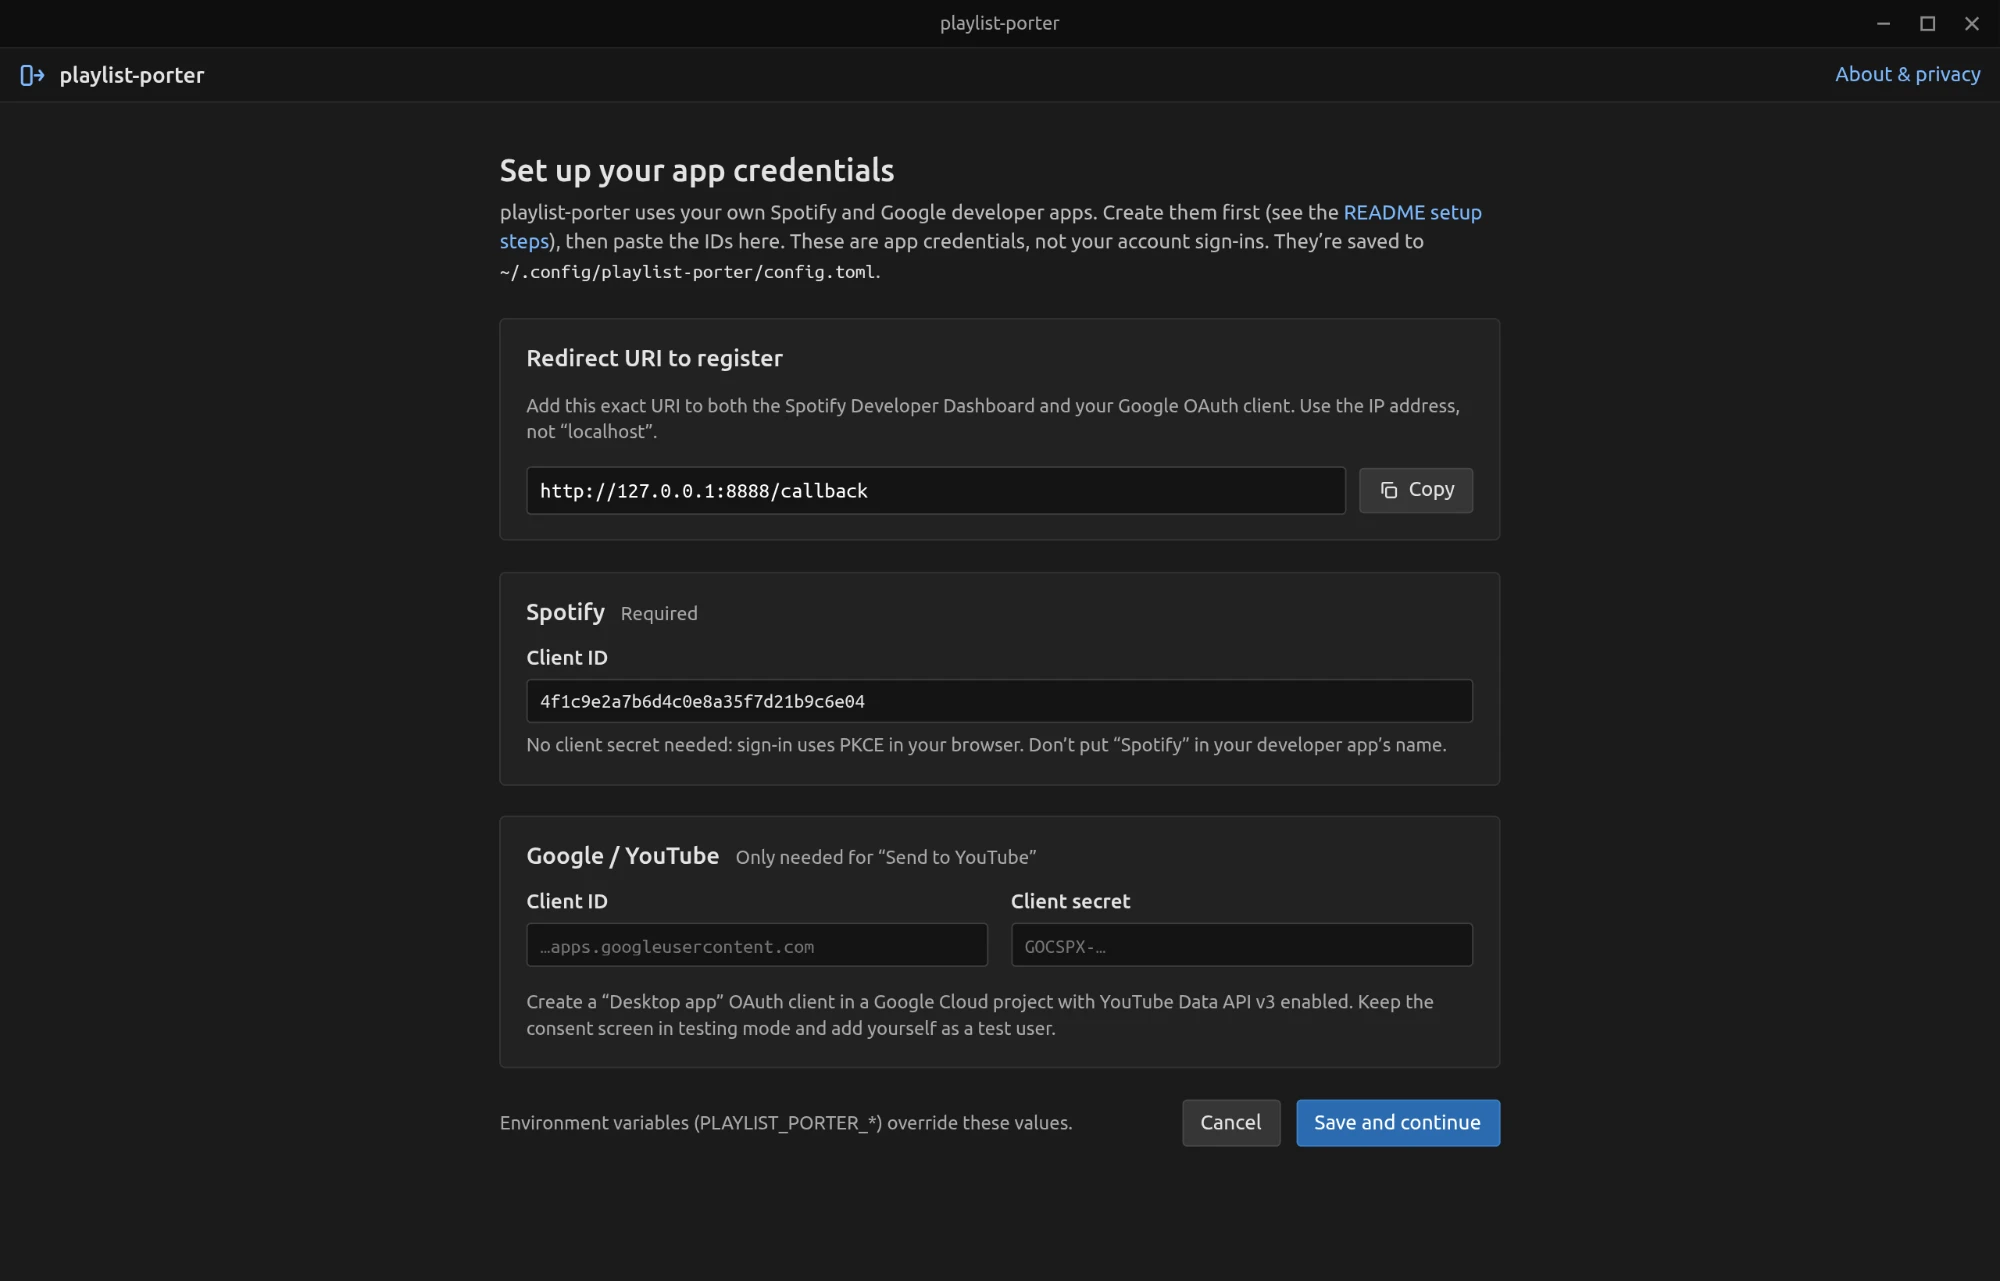 playlist-porter
playlist-porter
About & privacy
Set up your app credentials
playlist-porter uses your own Spotify and Google developer apps. Create them first (see the README setup
steps), then paste the IDs here. These are app credentials, not your account sign-ins. They’re saved to
~/.config/playlist-porter/config.toml.
Redirect URI to register
Add this exact URI to both the Spotify Developer Dashboard and your Google OAuth client. Use the IP address,
not “localhost”.
http://127.0.0.1:8888/callback
Copy
Spotify Required
Client ID
4f1c9e2a7b6d4c0e8a35f7d21b9c6e04
No client secret needed: sign-in uses PKCE in your browser. Don’t put “Spotify” in your developer app’s name.
Google / YouTube Only needed for “Send to YouTube”
Client ID
Client secret
…apps.googleusercontent.com
GOCSPX-…
Create a “Desktop app” OAuth client in a Google Cloud project with YouTube Data API v3 enabled. Keep the
consent screen in testing mode and add yourself as a test user.
Environment variables (PLAYLIST_PORTER_*) override these values.
Cancel
Save and continue